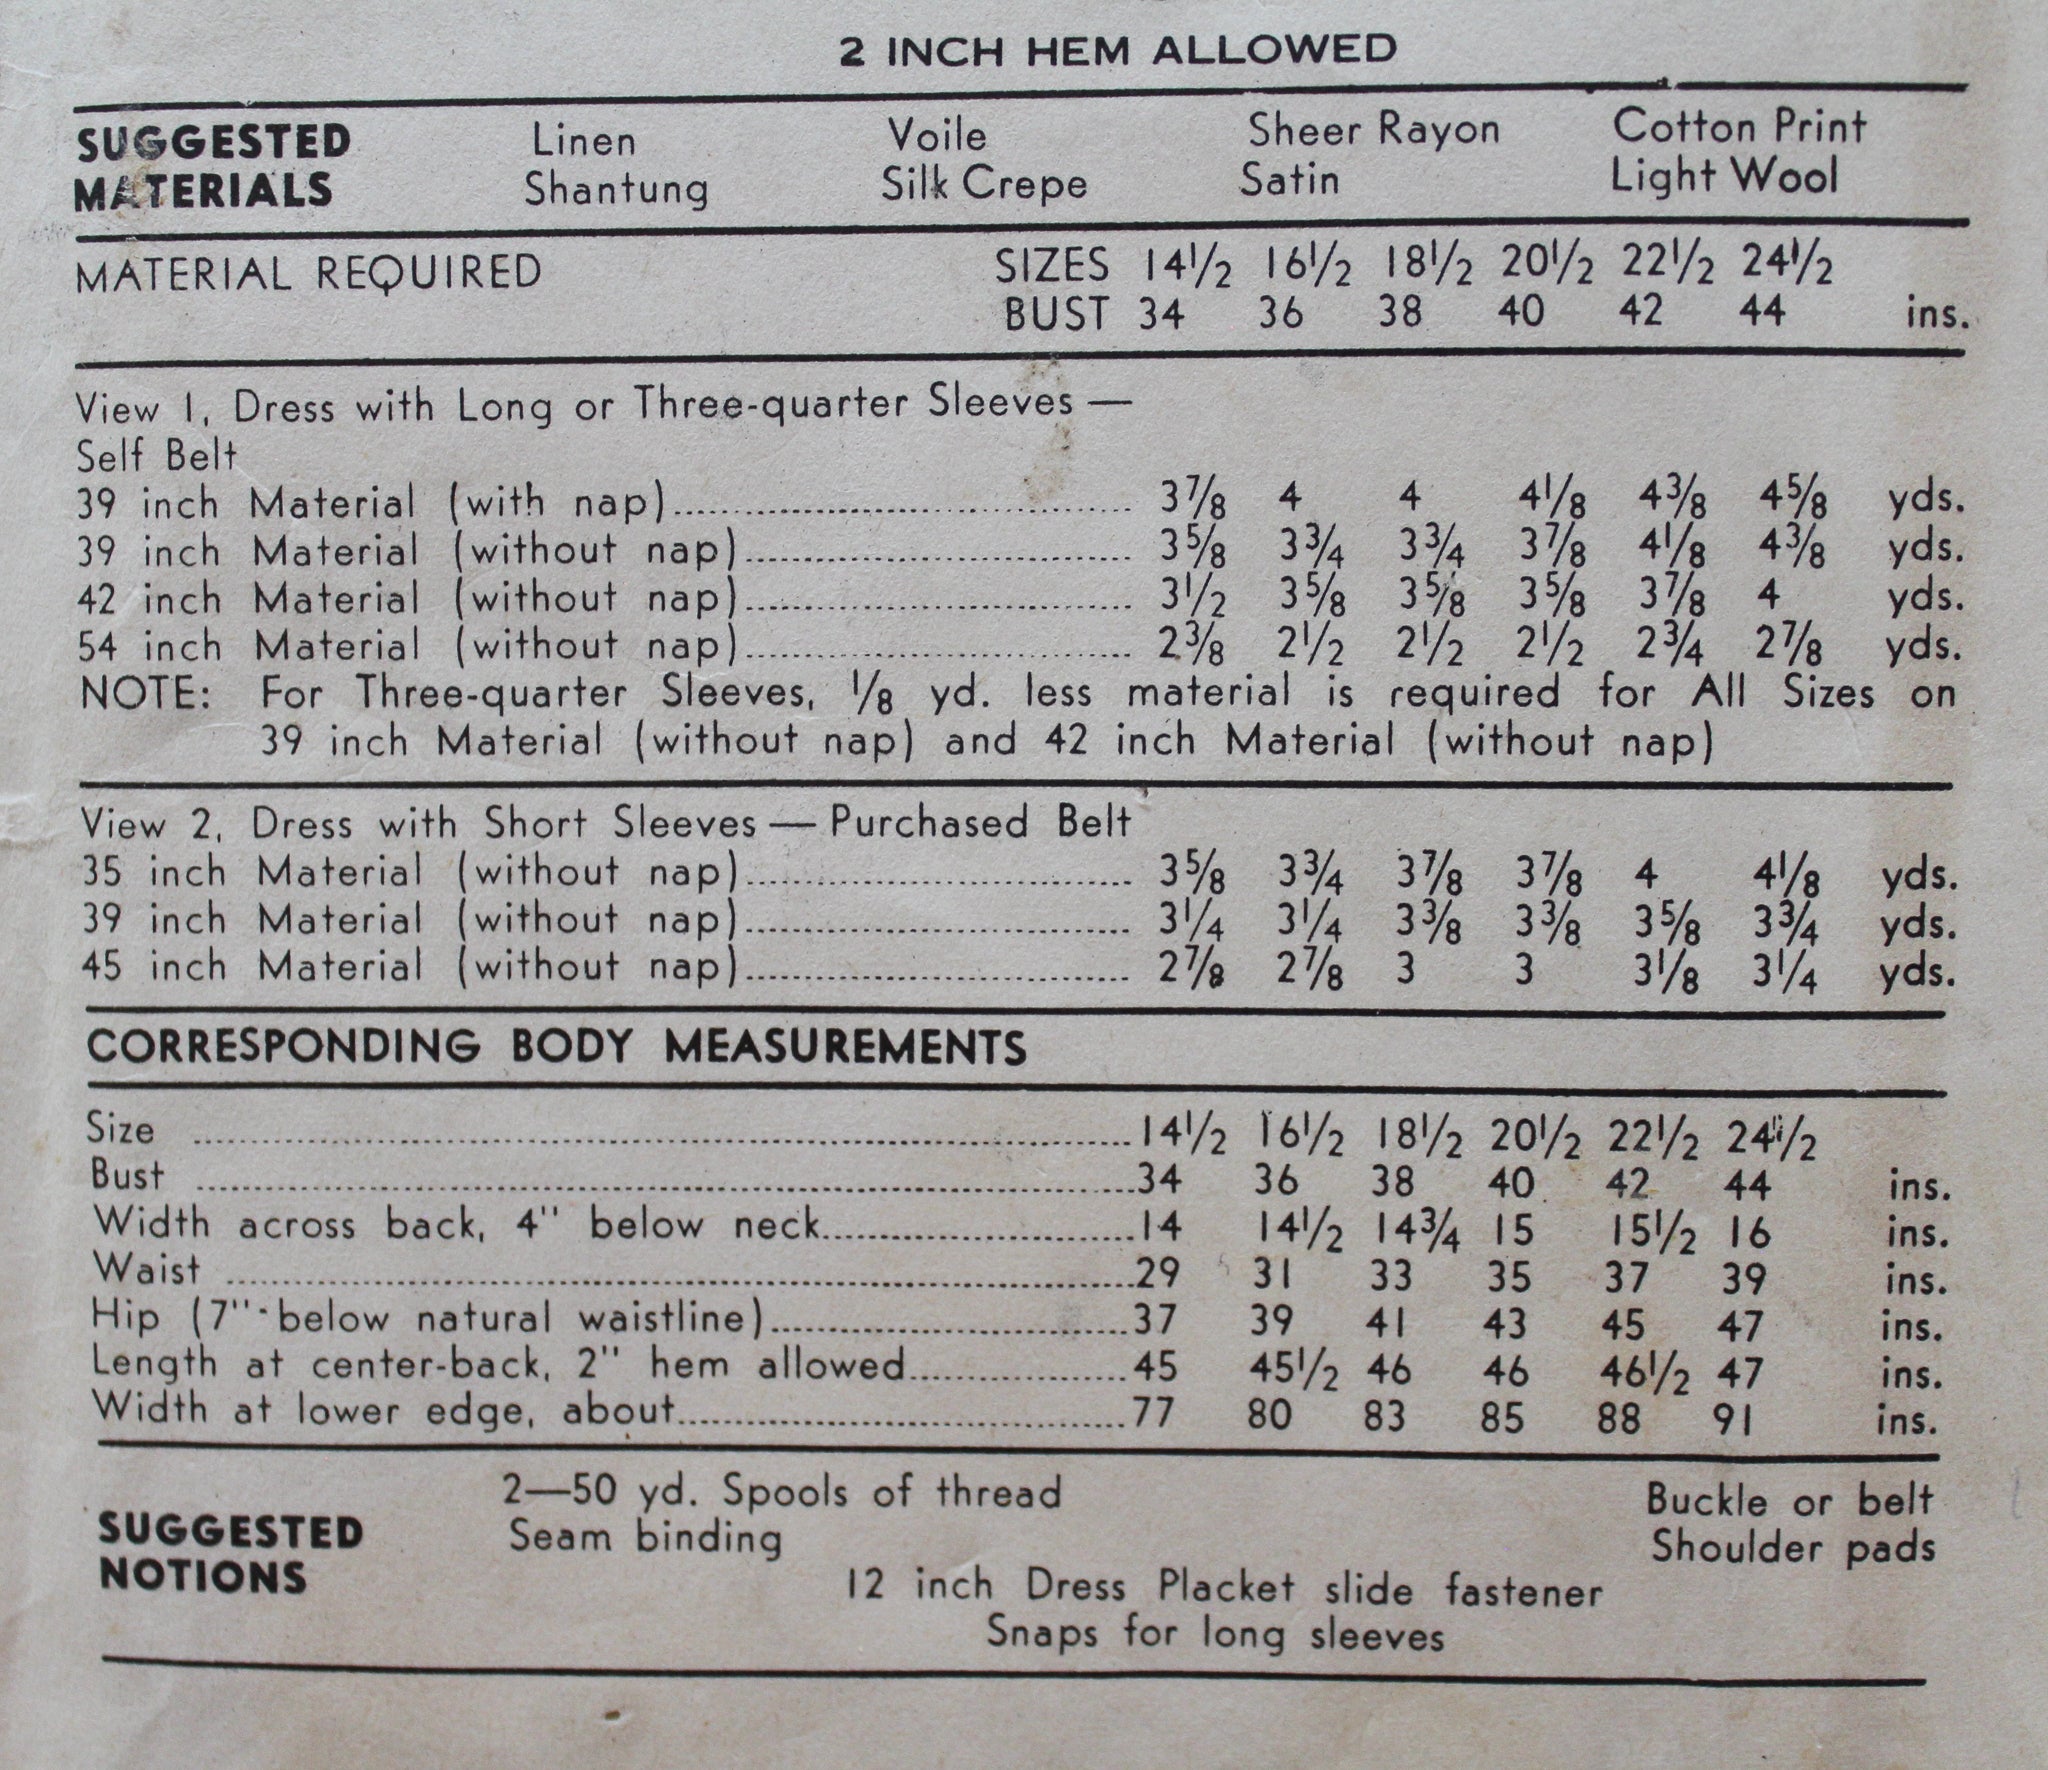 2 INCH HEM ALLOWED
SUGGESTED MATERIALS
Linen Voile Sheer Rayon Cotton Print
Shantung Silk Crepe Satin Light Wool
MATERIAL REQUIRED SIZES 14½ 16½ 18½ 20½ 22½ 24½
BUST 34 36 38 40 42 44 ins.
View 1, Dress with Long or Three-quarter Sleeves —
Self Belt
39 inch Material (with nap) 3⅞ 4 4 4⅛ 4⅜ 4⅝ yds.
39 inch Material (without nap) 3⅝ 3¾ 3¾ 3⅞ 4⅛ 4⅜ yds.
42 inch Material (without nap) 3½ 3⅝ 3⅝ 3⅝ 3⅞ 4 yds.
54 inch Material (without nap) 2⅜ 2½ 2½ 2½ 2¾ 2⅞ yds.
NOTE: For Three-quarter Sleeves, ⅛ yd. less material is required for All Sizes on
39 inch Material (without nap) and 42 inch Material (without nap)
View 2, Dress with Short Sleeves — Purchased Belt
35 inch Material (without nap) 3⅝ 3¾ 3⅞ 3⅞ 4 4⅛ yds.
39 inch Material (without nap) 3¼ 3¼ 3⅜ 3⅜ 3⅝ 3¾ yds.
45 inch Material (without nap) 2⅞ 2⅞ 3 3 3⅛ 3¼ yds.
CORRESPONDING BODY MEASUREMENTS
Size 14½ 16½ 18½ 20½ 22½ 24½
Bust 34 36 38 40 42 44 ins.
Width across back, 4" below neck 14 14½ 14¾ 15 15½ 16 ins.
Waist 29 31 33 35 37 39 ins.
Hip (7" below natural waistline) 37 39 41 43 45 47 ins.
Length at center-back, 2" hem allowed 45 45½ 46 46 46½ 47 ins.
Width at lower edge, about 77 80 83 85 88 91 ins.
SUGGESTED NOTIONS
2—50 yd. Spools of thread Buckle or belt
Seam binding Shoulder pads
12 inch Dress Placket slide fastener
Snaps for long sleeves